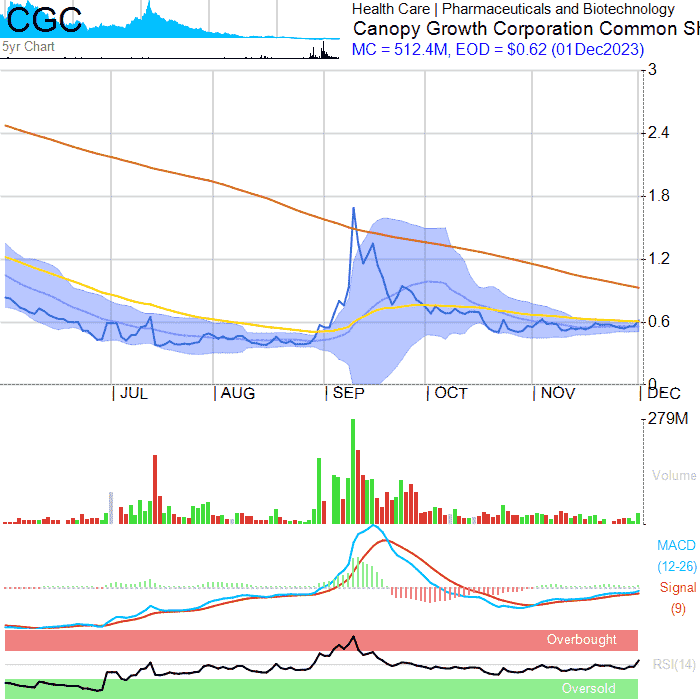 CGC
5yr Chart
Health Care | Pharmaceuticals and Biotechnology
Canopy Growth Corporation Common Sh
MC = 512.4M, EOD = $0.62 (01Dec2023)
3
2.4
1.8
1.2
0.6
0
JUL AUG SEP OCT NOV DEC
279M
Volume
MACD
(12-26)
Signal
(9)
Overbought
RSI(14)
Oversold